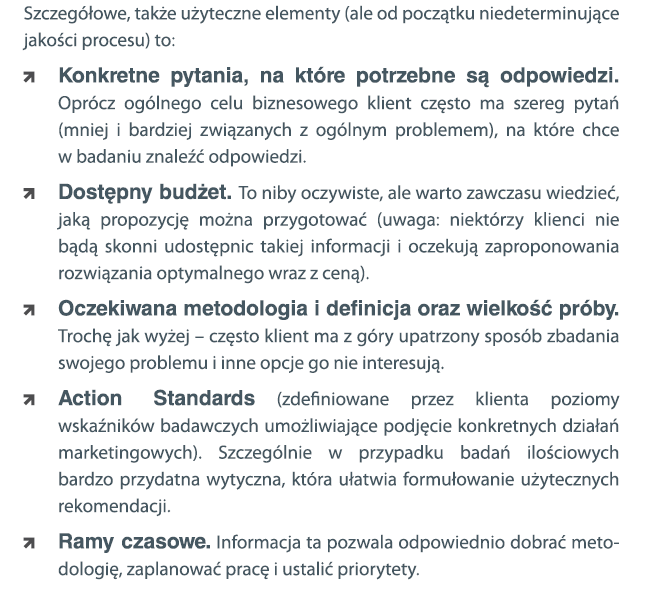 Szczegółowe, także użyteczne elementy (ale od początku niedeterminujące
jakości procesu) to:
Konkretne pytania, na które potrzebne są odpowiedzi.
Oprócz ogólnego celu biznesowego klient często ma szereg pytań
(mniej i bardziej związanych z ogólnym problemem), na które chce
w badaniu znaleźć odpowiedzi.
Dostępny budżet. To niby oczywiste, ale warto zawczasu wiedzieć,
jaką propozycję można przygotować (uwaga: niektórzy klienci nie
bądą skonni udostępnic takiej informacji i oczekują zaproponowania
rozwiązania optymalnego wraz z ceną).
Oczekiwana metodologia i definicja oraz wielkość próby.
Trochę jak wyżej – często klient ma z góry upatrzony sposób zbadania
swojego problemu i inne opcje go nie interesują.
Action Standards (zdefiniowane przez klienta poziomy
wskaźników badawczych umożliwiające podjęcie konkretnych działań
marketingowych). Szczególnie w przypadku badań ilościowych
bardzo przydatna wytyczna, która ułatwia formułowanie użytecznych
rekomendacji.
Ramy czasowe. Informacja ta pozwala odpowiednio dobrać meto-
dologię, zaplanować pracę i ustalić priorytety.